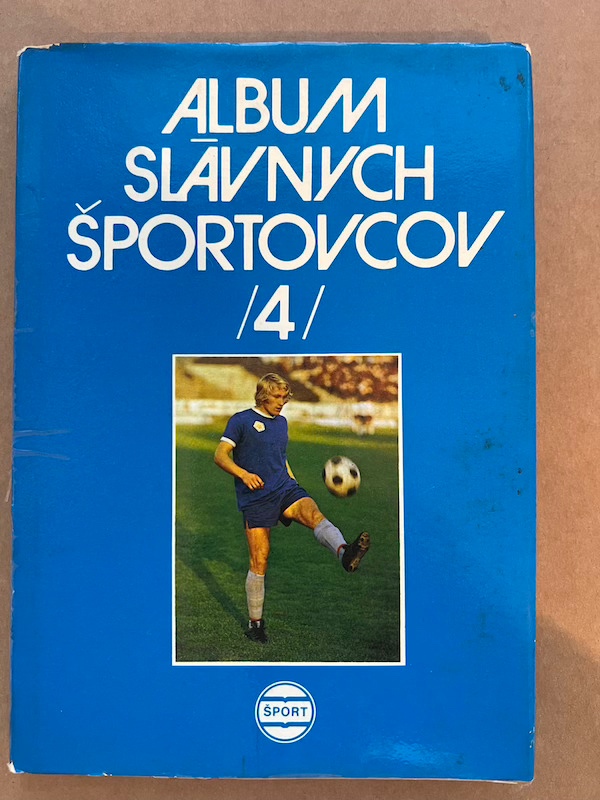 ALBUM
SLÁVNYCH
ŠPORTOVCOV
/4/
ŠPORT